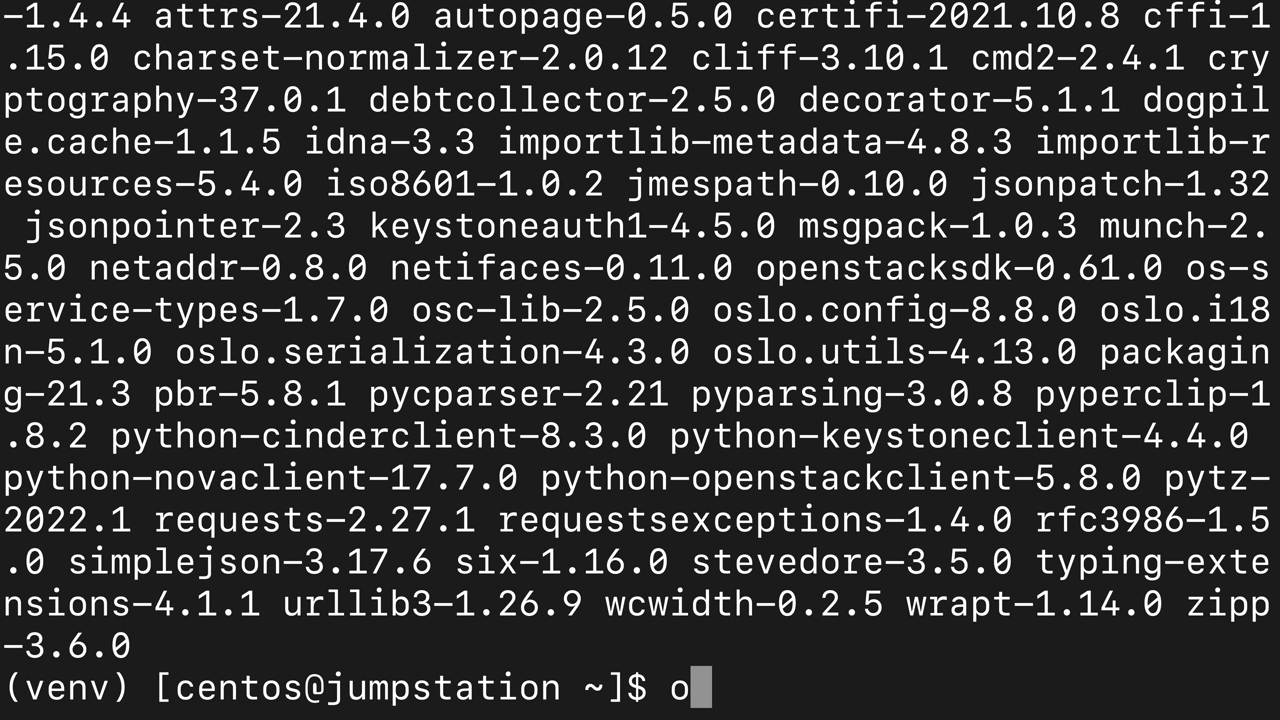 -1.4.4 attrs-21.4.0 autopage-0.5.0 certifi-2021.10.8 cffi-1
.15.0 charset-normalizer-2.0.12 cliff-3.10.1 cmd2-2.4.1 cry
ptography-37.0.1 debtcollector-2.5.0 decorator-5.1.1 dogpil
e.cache-1.1.5 idna-3.3 importlib-metadata-4.8.3 importlib-r
esources-5.4.0 iso8601-1.0.2 jmespath-0.10.0 jsonpatch-1.32
 jsonpointer-2.3 keystoneauth1-4.5.0 msgpack-1.0.3 munch-2.
5.0 netaddr-0.8.0 netifaces-0.11.0 openstacksdk-0.61.0 os-s
ervice-types-1.7.0 osc-lib-2.5.0 oslo.config-8.8.0 oslo.i18
n-5.1.0 oslo.serialization-4.3.0 oslo.utils-4.13.0 packagin
g-21.3 pbr-5.8.1 pycparser-2.21 pyparsing-3.0.8 pyperclip-1
.8.2 python-cinderclient-8.3.0 python-keystoneclient-4.4.0
python-novaclient-17.7.0 python-openstackclient-5.8.0 pytz-
2022.1 requests-2.27.1 requestsexceptions-1.4.0 rfc3986-1.5
.0 simplejson-3.17.6 six-1.16.0 stevedore-3.5.0 typing-exte
nsions-4.1.1 urllib3-1.26.9 wcwidth-0.2.5 wrapt-1.14.0 zipp
-3.6.0
(venv) [centos@jumpstation ~]$ o